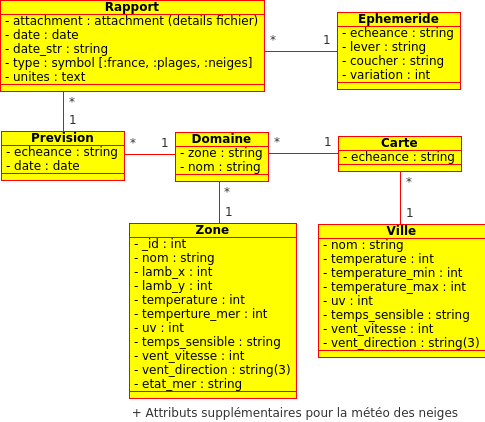 Rapport
- attachment : attachment (details fichier)
- date : date
- date_str : string
- type : symbol [:france, :plages, :neiges]
- unites : text
* 1
Ephemeride
- echeance : string
- lever : string
- coucher : string
- variation : int
*
1
Prevision
- echeance : string
- date : date
* 1
Domaine
- zone : string
- nom : string
* 1
Carte
- echeance : string
*
1
Zone
- _id : int
- nom : string
- lamb_x : int
- lamb_y : int
- temperature : int
- temperture_mer : int
- uv : int
- temps_sensible : string
- vent_vitesse : int
- vent_direction : string(3)
- etat_mer : string
*
1
Ville
- nom : string
- temperature : int
- temperature_min : int
- temperature_max : int
- uv : int
- temps_sensible : string
- vent_vitesse : int
- vent_direction : string(3)
+ Attributs supplémentaires pour la météo des neiges